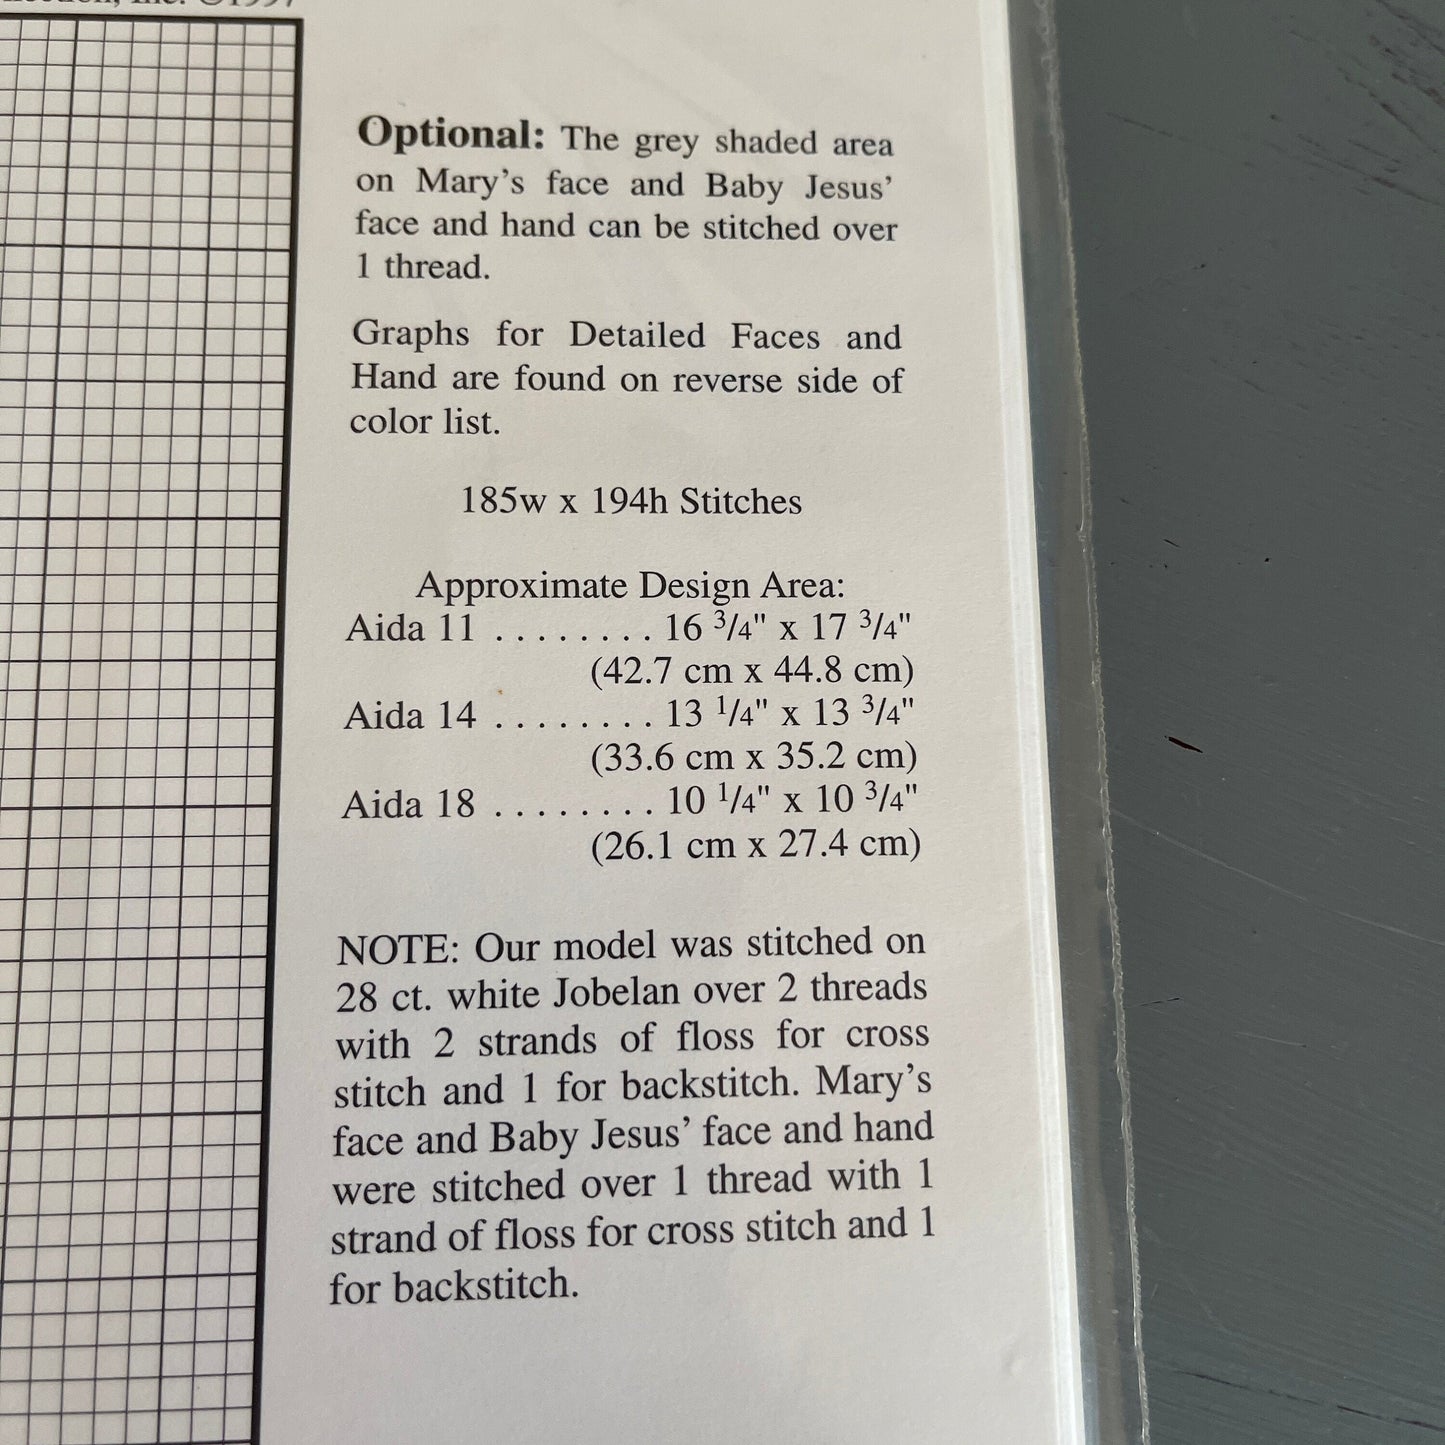 Inc. ©1997
Optional: The grey shaded area
on Mary's face and Baby Jesus'
face and hand can be stitched over
1 thread.
Graphs for Detailed Faces and
Hand are found on reverse side of
color list.
185w x 194h Stitches
Approximate Design Area:
Aida 11 . . . . . . . . 16 3/4" x 17 3/4"
(42.7 cm x 44.8 cm)
Aida 14 . . . . . . . . 13 1/4" x 13 3/4"
(33.6 cm x 35.2 cm)
Aida 18 . . . . . . . . 10 1/4" x 10 3/4"
(26.1 cm x 27.4 cm)
NOTE: Our model was stitched on
28 ct. white Jobelan over 2 threads
with 2 strands of floss for cross
stitch and 1 for backstitch. Mary's
face and Baby Jesus' face and hand
were stitched over 1 thread with 1
strand of floss for cross stitch and 1
for backstitch.